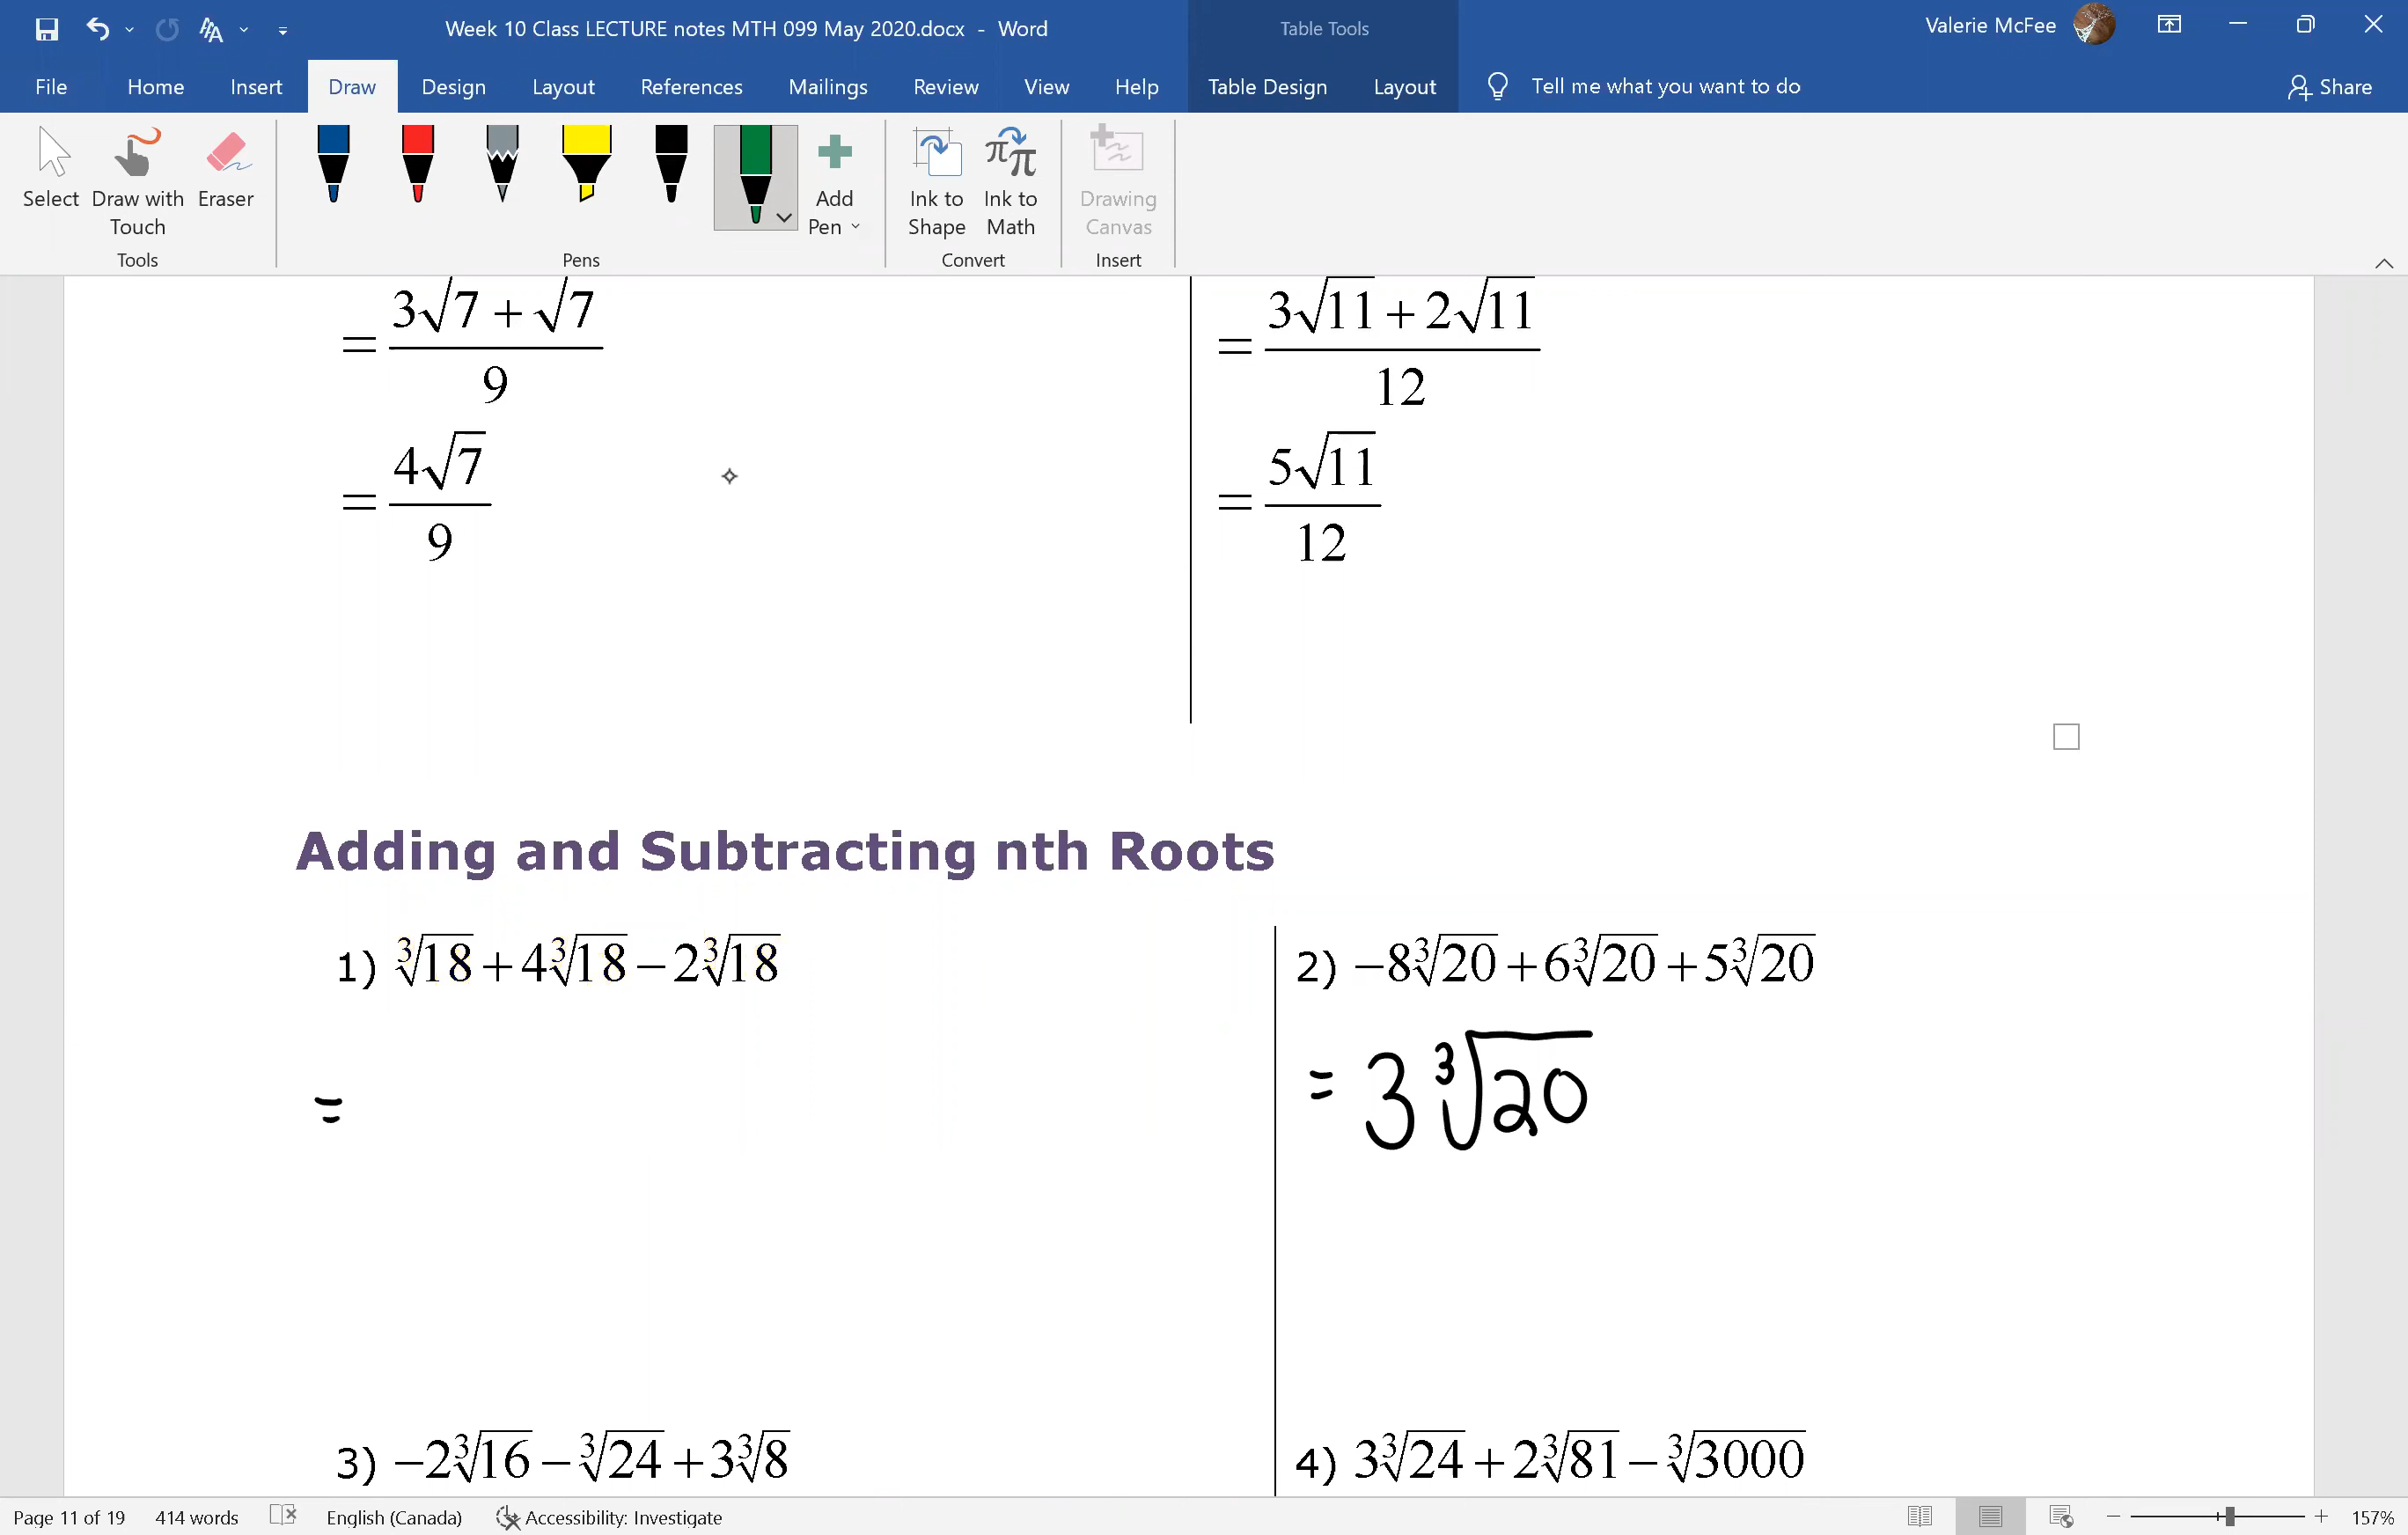 Week 10 Class LECTURE notes MTH 099 May 2020.docx - Word
Table Tools
Valerie McFee
File Home Insert Draw Design Layout References Mailings Review View Help Table Design Layout Tell me what you want to do Share
Select
Draw with Touch
Eraser
Add Pen
Ink to Shape
Ink to Math
Drawing Canvas
Tools
Pens
Convert
Insert
= (3√7 + √7)/9
= 4√7/9
= (3√11 + 2√11)/12
= 5√11/12
Adding and Subtracting nth Roots
1) ∛18 + 4∛18 − 2∛18
=
2) −8∛20 + 6∛20 + 5∛20
= 3∛20
3) −2∛16 − ∛24 + 3∛8
4) 3∛24 + 2∛81 − ∛3000
Page 11 of 19 414 words English (Canada) Accessibility: Investigate 157%